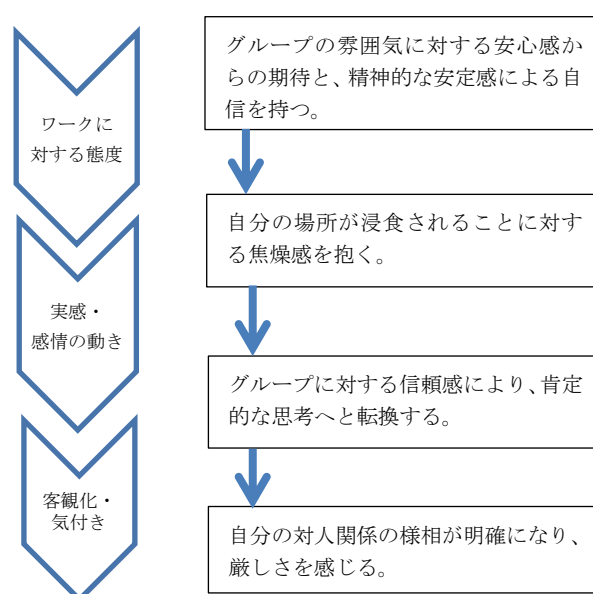 グループの雰囲気に対する安心感か
らの期待と、精神的な安定感による自
信を持つ。
ワークに
対する態度
自分の場所が浸食されることに対す
る焦燥感を抱く。
実感・
感情の動き
グループに対する信頼感により、肯定
的な思考へと転換する。
客観化・
気付き
自分の対人関係の様相が明確になり、
厳しさを感じる。